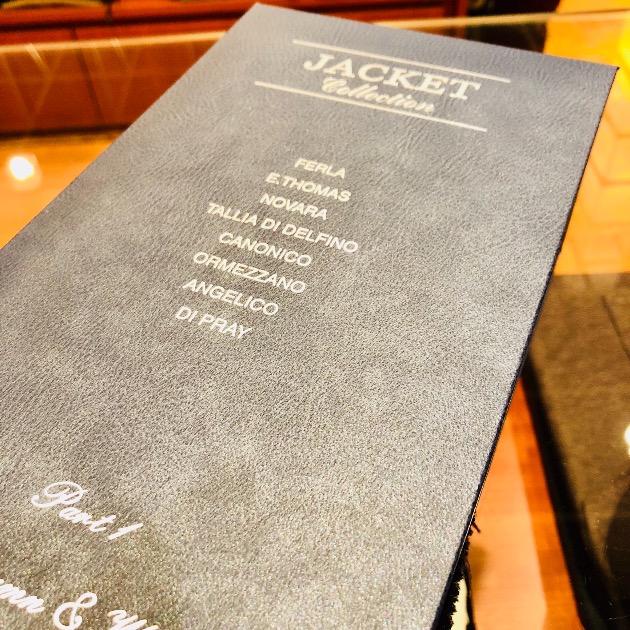 JACKET
Collection
FERLA
E.THOMAS
NOVARA
TALLIA DI DELFINO
CANONICO
ORMEZZANO
ANGELICO
DI PRAY
Part 1
&